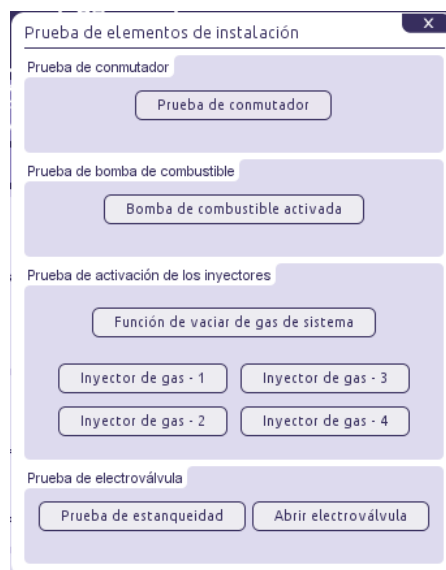 Prueba de elementos de instalación
X
Prueba de conmutador
Prueba de conmutador
Prueba de bomba de combustible
Bomba de combustible activada
Prueba de activación de los inyectores
Función de vaciar de gas de sistema
Inyector de gas - 1
Inyector de gas - 3
Inyector de gas - 2
Inyector de gas - 4
Prueba de electroválvula
Prueba de estanqueidad
Abrir electroválvula